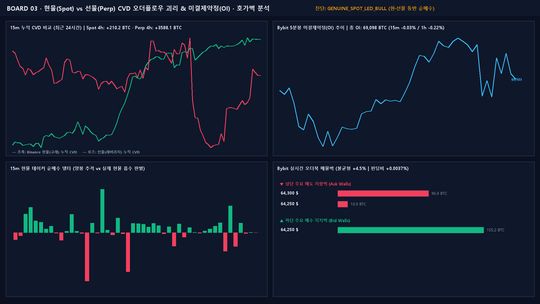 BOARD 03 - 현물(Spot) vs 선물(Perp) CVD 오더플로우 괴리 & 미결제약정(OI) · 호가벽 분석
판단: GENUINE_SPOT_LED_BULL (현·선물 동반 순매수)
15m 누적 CVD 비교 (최근 24시간) | Spot 4h: +210.2 BTC · Perp 4h: +3588.1 BTC
Bybit 5분봉 미결제약정(OI) 추이 | 총 OI: 69,098 BTC (15m -0.03% / 1h -0.22%)
15m 현물 테이커 순매수 델타 (명정 추적 vs 실제 현물 흡수 판별)
Bybit 실시간 오더북 매물벽 (불균형 +4.5% | 펀딩비 +0.0037%)
▼ 상단 주요 매도 저항벽 (Ask Walls)
64,300 $
64,250 $
▲ 하단 주요 매수 지지벽 (Bid Walls)
64,250 $